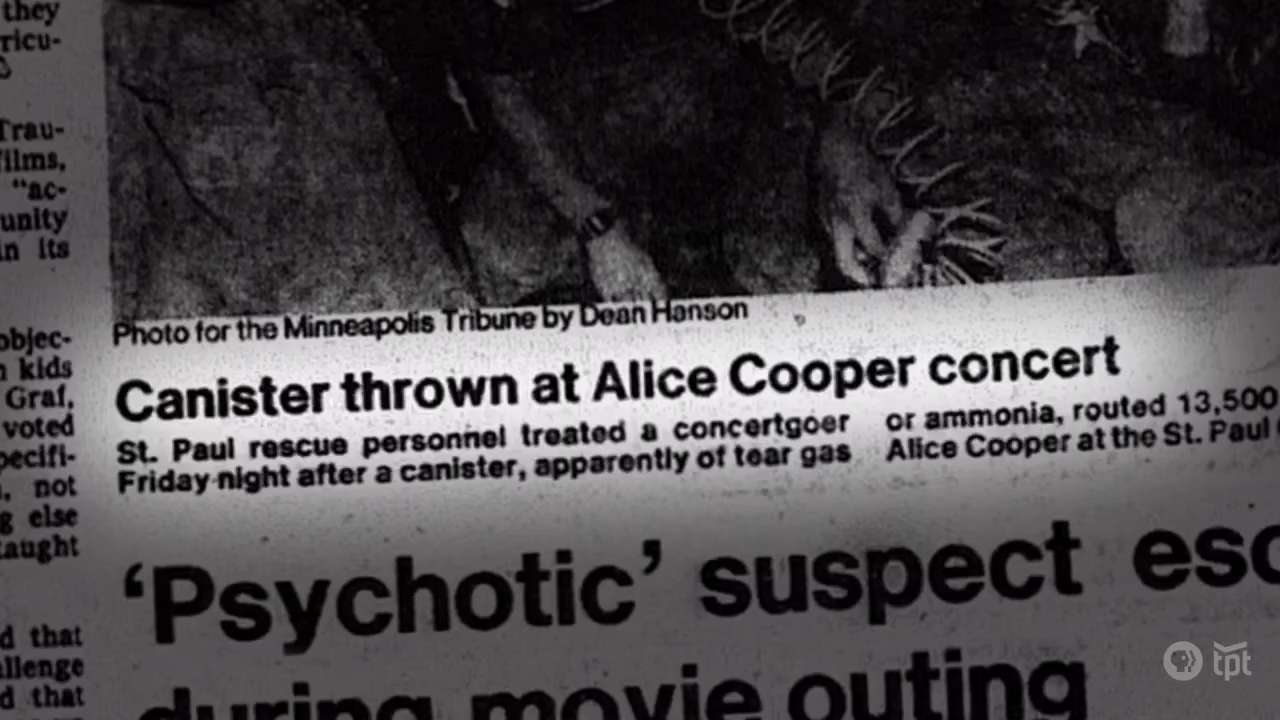 they
ricu-
Trau-
films,
"ac-
unity
in its
objec-
kids
Graf,
voted
pecifi-
not
g else
taught
d that
allenge
d that
Photo for the Minneapolis Tribune by Dean Hanson
Canister thrown at Alice Cooper concert
St. Paul rescue personnel treated a concertgoer
Friday night after a canister, apparently of tear gas
or ammonia, routed 13,500
Alice Cooper at the St. Paul
'Psychotic' suspect esc
during movie outing
tpt